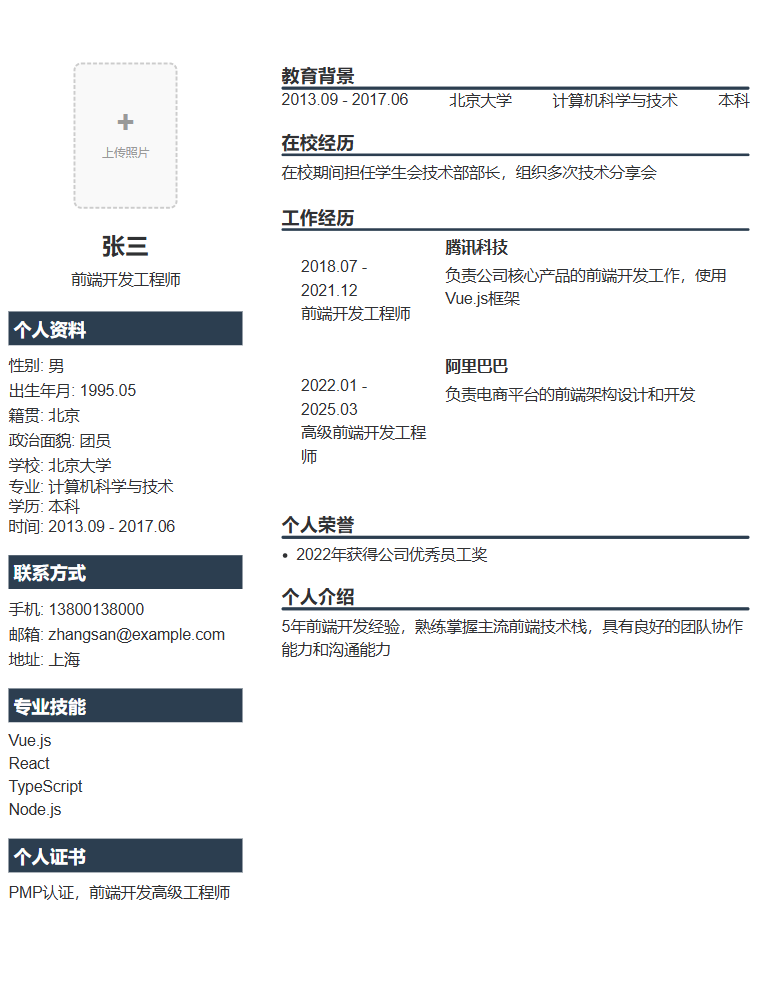 +
上传照片
张三
前端开发工程师
个人资料
性别: 男
出生年月: 1995.05
籍贯: 北京
政治面貌: 团员
学校: 北京大学
专业: 计算机科学与技术
学历: 本科
时间: 2013.09 - 2017.06
联系方式
手机: 13800138000
邮箱: zhangsan@example.com
地址: 上海
专业技能
Vue.js
React
TypeScript
Node.js
个人证书
PMP认证，前端开发高级工程师
教育背景
2013.09 - 2017.06 北京大学 计算机科学与技术 本科
在校经历
在校期间担任学生会技术部部长，组织多次技术分享会
工作经历
2018.07 -
2021.12
前端开发工程师
腾讯科技
负责公司核心产品的前端开发工作，使用
Vue.js框架
2022.01 -
2025.03
高级前端开发工程
师
阿里巴巴
负责电商平台的前端架构设计和开发
个人荣誉
• 2022年获得公司优秀员工奖
个人介绍
5年前端开发经验，熟练掌握主流前端技术栈，具有良好的团队协作
能力和沟通能力